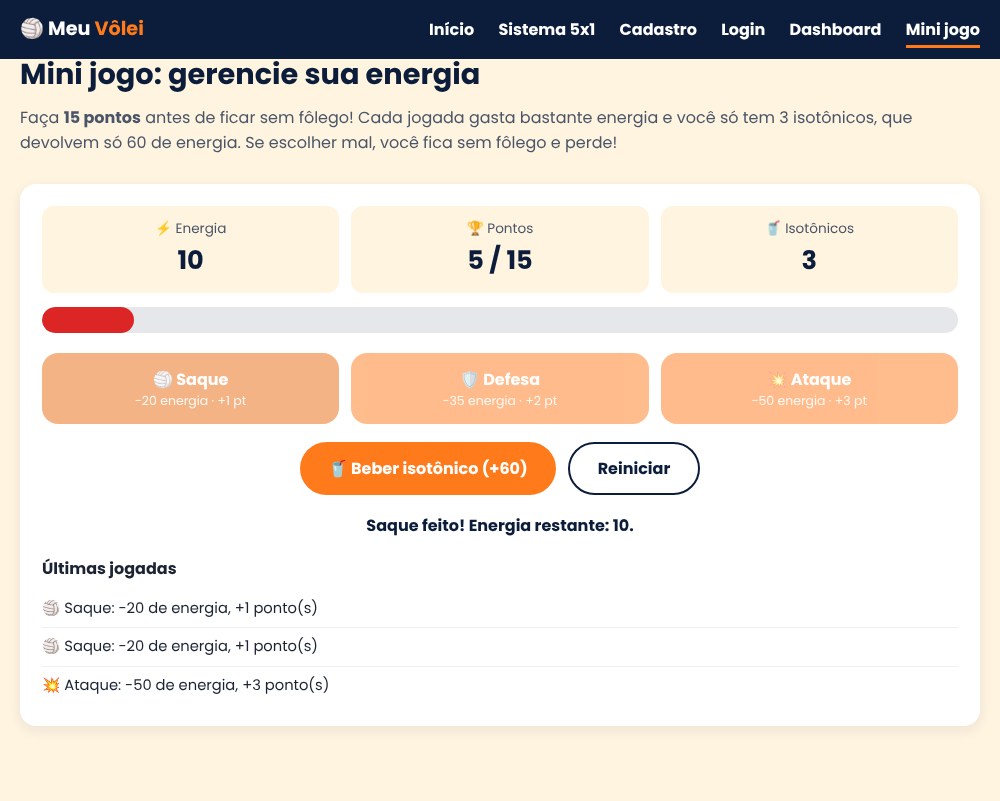 🏐 Meu Vôlei
Início Sistema 5x1 Cadastro Login Dashboard Mini jogo
Mini jogo: gerencie sua energia
Faça 15 pontos antes de ficar sem fôlego! Cada jogada gasta bastante energia e você só tem 3 isotônicos, que
devolvem só 60 de energia. Se escolher mal, você fica sem fôlego e perde!
⚡ Energia
10
🏆 Pontos
5 / 15
🥤 Isotônicos
3
🏐 Saque
-20 energia · +1 pt
🛡️ Defesa
-35 energia · +2 pt
💥 Ataque
-50 energia · +3 pt
🥤 Beber isotônico (+60)
Reiniciar
Saque feito! Energia restante: 10.
Últimas jogadas
🏐 Saque: -20 de energia, +1 ponto(s)
🏐 Saque: -20 de energia, +1 ponto(s)
💥 Ataque: -50 de energia, +3 ponto(s)